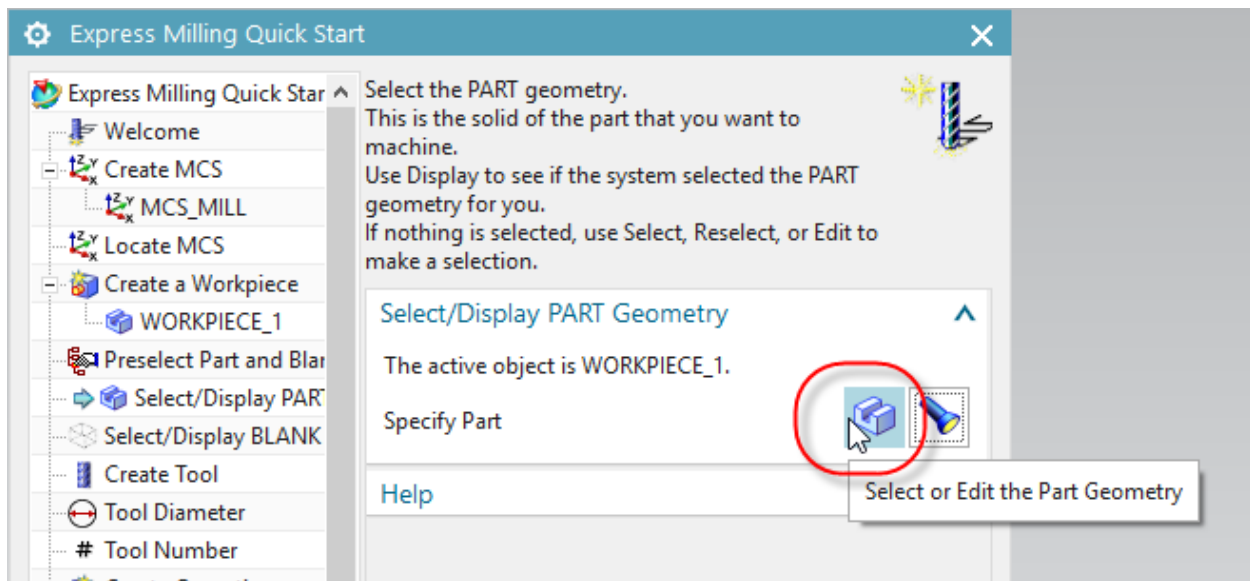 Express Milling Quick Start
Express Milling Quick Star
Welcome
Create MCS
MCS_MILL
Locate MCS
Create a Workpiece
WORKPIECE_1
Preselect Part and Blar
Select/Display PAR
Select/Display BLANK
Create Tool
Tool Diameter
# Tool Number
Select the PART geometry.
This is the solid of the part that you want to
machine.
Use Display to see if the system selected the PART
geometry for you.
If nothing is selected, use Select, Reselect, or Edit to
make a selection.
Select/Display PART Geometry
The active object is WORKPIECE_1.
Specify Part
Select or Edit the Part Geometry
Help